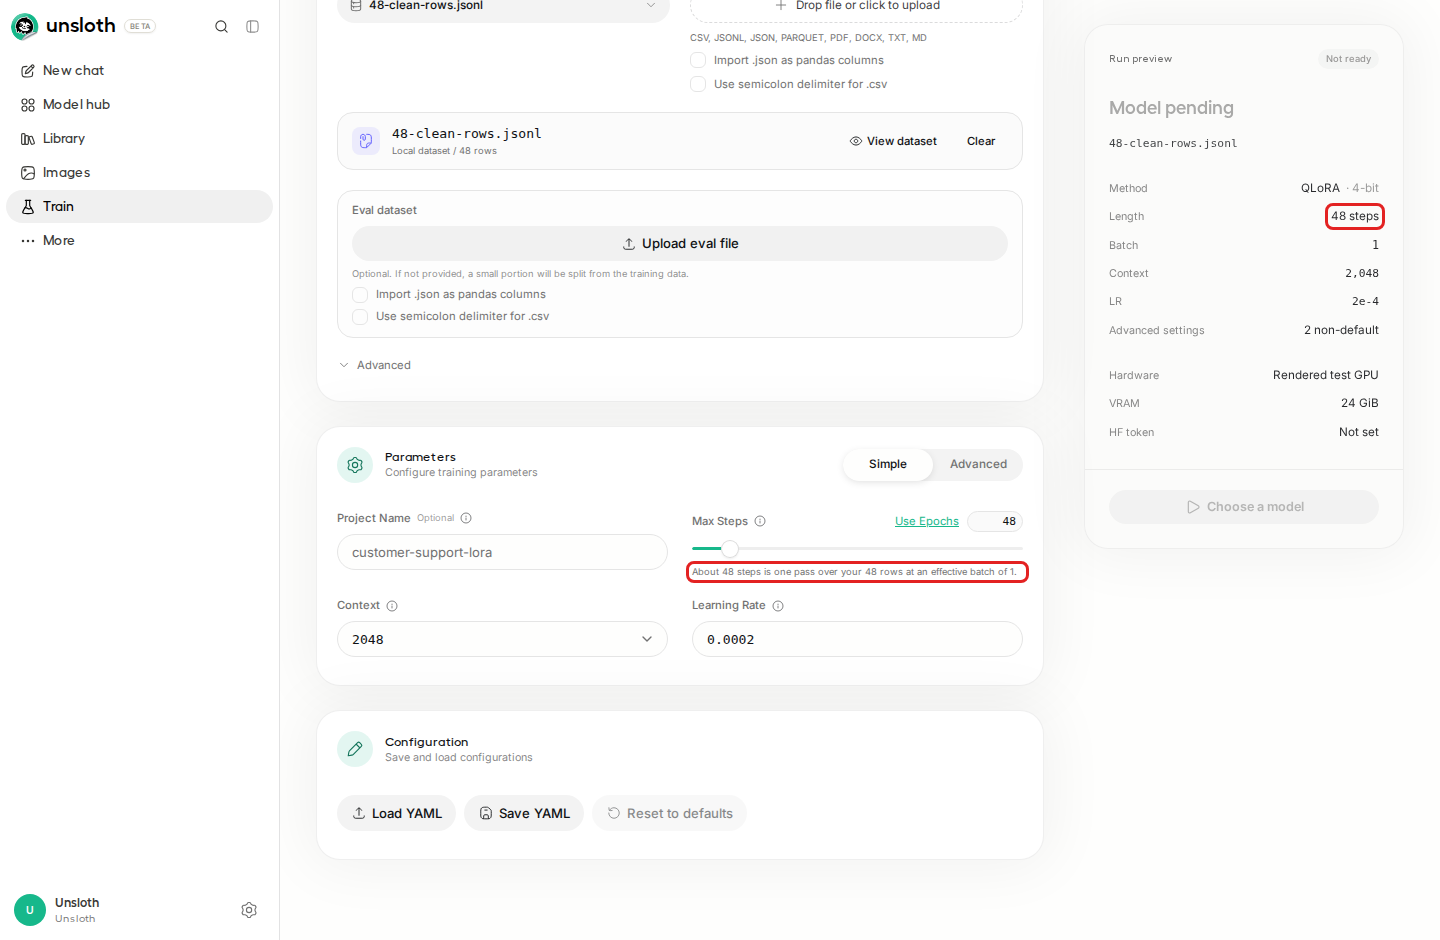 unsloth BETA
New chat
Model hub
Library
Images
Train
More
Unsloth
U
Unsloth
48-clean-rows.jsonl
Drop file or click to upload
CSV, JSONL, JSON, PARQUET, PDF, DOCX, TXT, MD
Import .json as pandas columns
Use semicolon delimiter for .csv
48-clean-rows.jsonl
Local dataset / 48 rows
View dataset
Clear
Eval dataset
Upload eval file
Optional. If not provided, a small portion will be split from the training data.
Import .json as pandas columns
Use semicolon delimiter for .csv
Advanced
Parameters
Configure training parameters
Simple
Advanced
Project Name Optional
customer-support-lora
Max Steps
Use Epochs
48
About 48 steps is one pass over your 48 rows at an effective batch of 1.
Context
2048
Learning Rate
0.0002
Configuration
Save and load configurations
Load YAML
Save YAML
Reset to defaults
Run preview
Not ready
Model pending
48-clean-rows.jsonl
Method QLoRA · 4-bit
Length 48 steps
Batch 1
Context 2,048
LR 2e-4
Advanced settings 2 non-default
Hardware Rendered test GPU
VRAM 24 GiB
HF token Not set
Choose a model